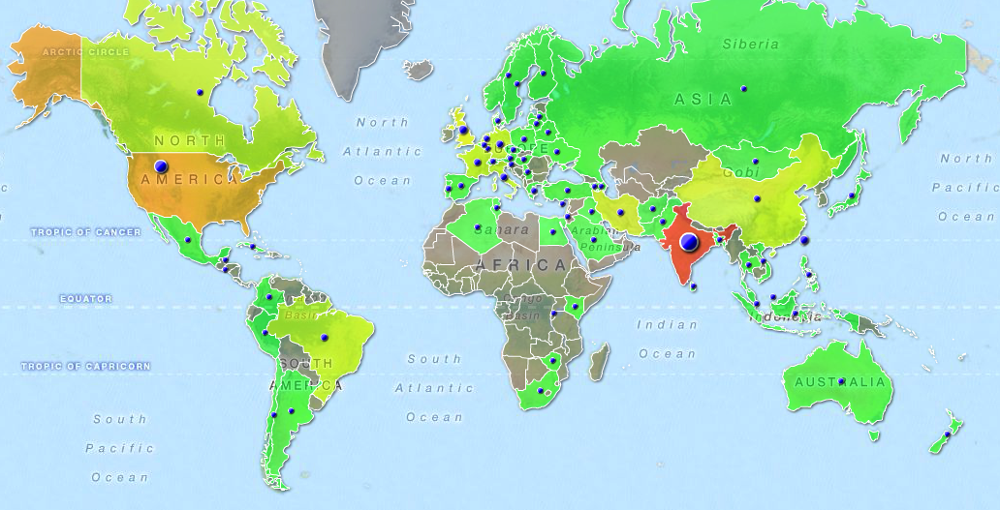 ARCTIC CIRCLE
Siberia
ASIA
North
Atlantic
Ocean
NORTH
AMERICA
EUROPE
Gobi
North
Pacific
Ocean
TROPIC OF CANCER
Sahara
Arabian
Peninsula
AFRICA
EQUATOR
Basin
Congo
Basin
Indonesia
Indian
Ocean
TROPIC OF CAPRICORN
SOUTH
AMERICA
South
Atlantic
Ocean
AUSTRALIA
South
Pacific
Ocean
c